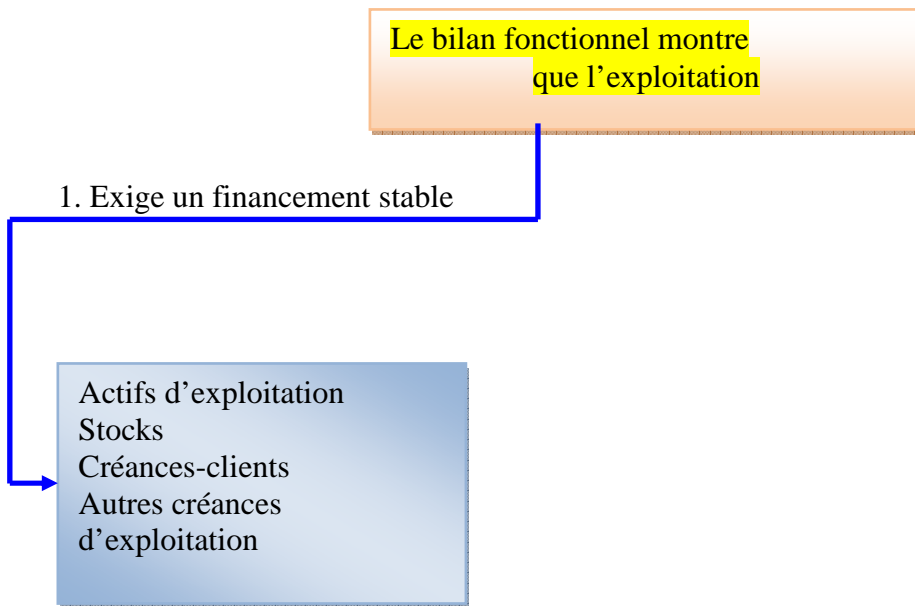 Le bilan fonctionnel montre
que l’exploitation
1. Exige un financement stable
Actifs d’exploitation
Stocks
Créances-clients
Autres créances
d’exploitation